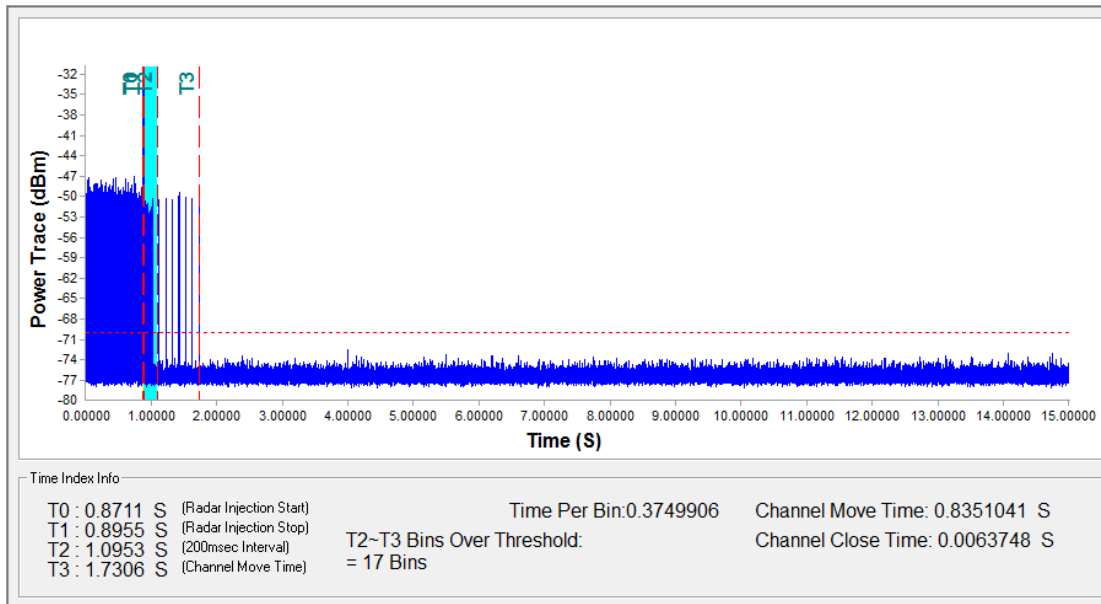 T0
T2
T3
-32
-35
-38
-41
-44
-47
-50
-53
-56
-59
-62
-65
-68
-71
-74
-77
-80
Power Trace (dBm)
0.00000 1.00000 2.00000 3.00000 4.00000 5.00000 6.00000 7.00000 8.00000 9.00000 10.00000 11.00000 12.00000 13.00000 14.00000 15.00000
Time (S)
Time Index Info
T0 : 0.8711 S (Radar Injection Start)
T1 : 0.8955 S (Radar Injection Stop)
T2 : 1.0953 S (200msec Interval)
T3 : 1.7306 S (Channel Move Time)
Time Per Bin:0.3749906
T2~T3 Bins Over Threshold:
= 17 Bins
Channel Move Time: 0.8351041 S
Channel Close Time: 0.0063748 S